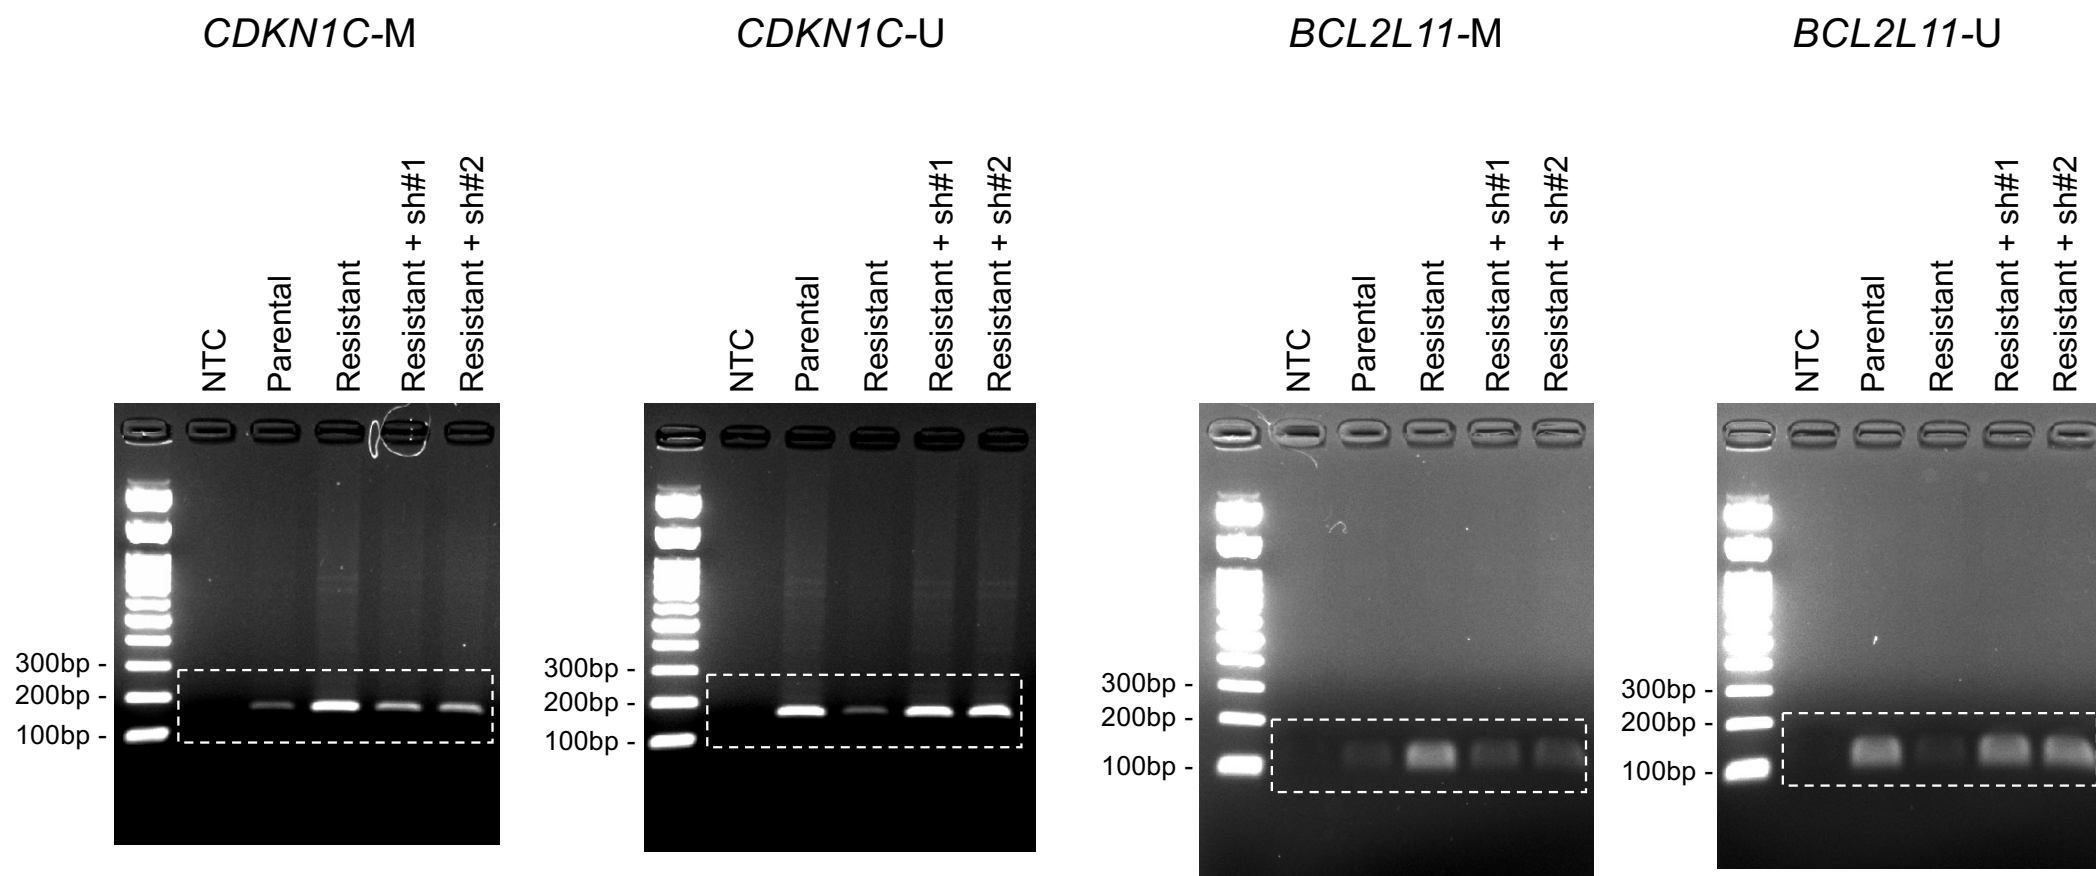 CDKN1C-M
NTC
Parental
Resistant
Resistant + sh#1
Resistant + sh#2
300bp -
200bp -
100bp -
CDKN1C-U
NTC
Parental
Resistant
Resistant + sh#1
Resistant + sh#2
300bp -
200bp -
100bp -
BCL2L11-M
NTC
Parental
Resistant
Resistant + sh#1
Resistant + sh#2
300bp -
200bp -
100bp -
BCL2L11-U
NTC
Parental
Resistant
Resistant + sh#1
Resistant + sh#2
300bp -
200bp -
100bp -